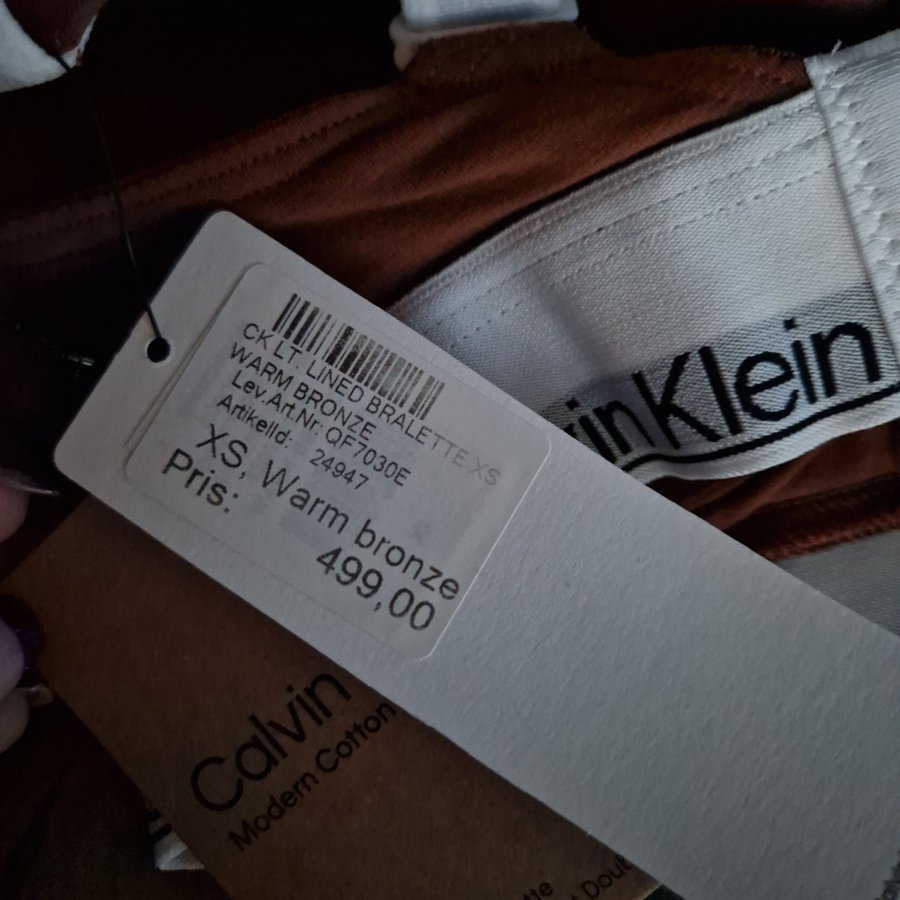 CK LT. LINED BRALETTE XS
WARM BRONZE
Lev.Art.Nr: QF7030E
ArtikelId: 24947
XS, Warm bronze
Pris:
499,00
Klein
Calvin
Modern Cotton